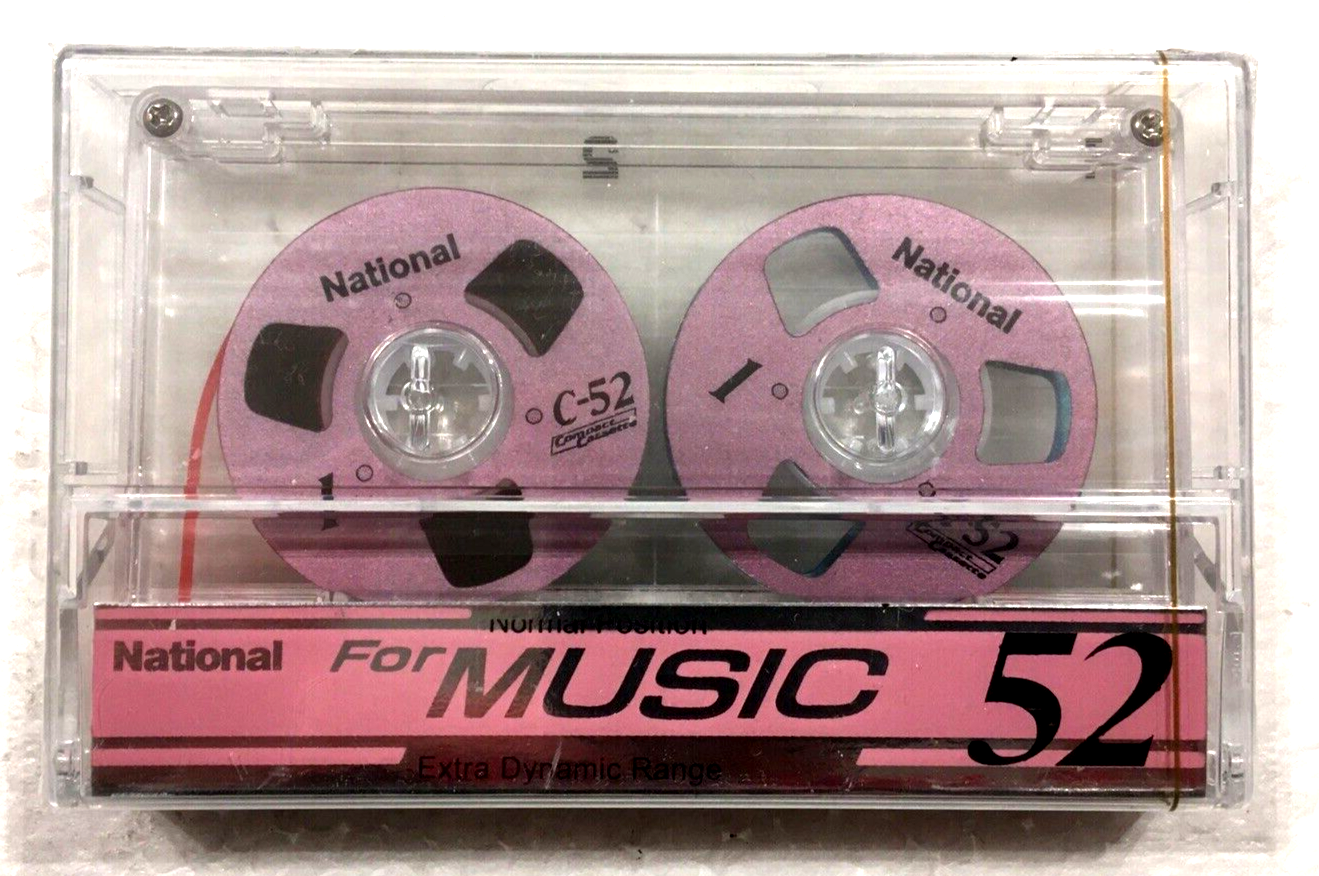 National
C-52
Compact
Cassette
1
National
1
C-52
Compact
Cassette
Normal Position
National
For MUSIC
52
Extra Dynamic Range